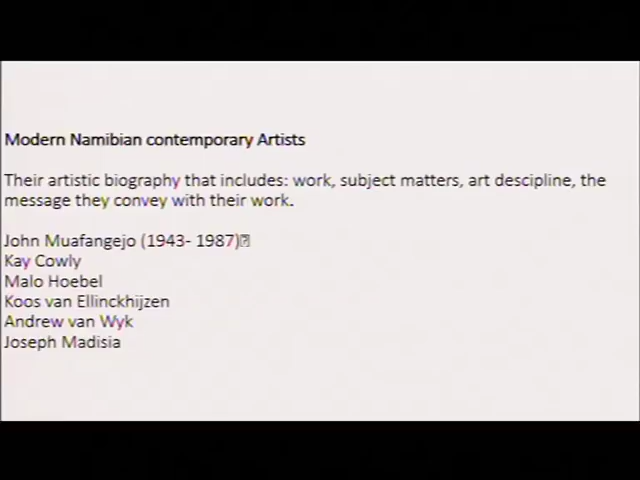 Modern Namibian contemporary Artists
Their artistic biography that includes: work, subject matters, art descipline, the
message they convey with their work.
John Muafangejo (1943- 1987)
Kay Cowly
Malo Hoebel
Koos van Ellinckhijzen
Andrew van Wyk
Joseph Madisia